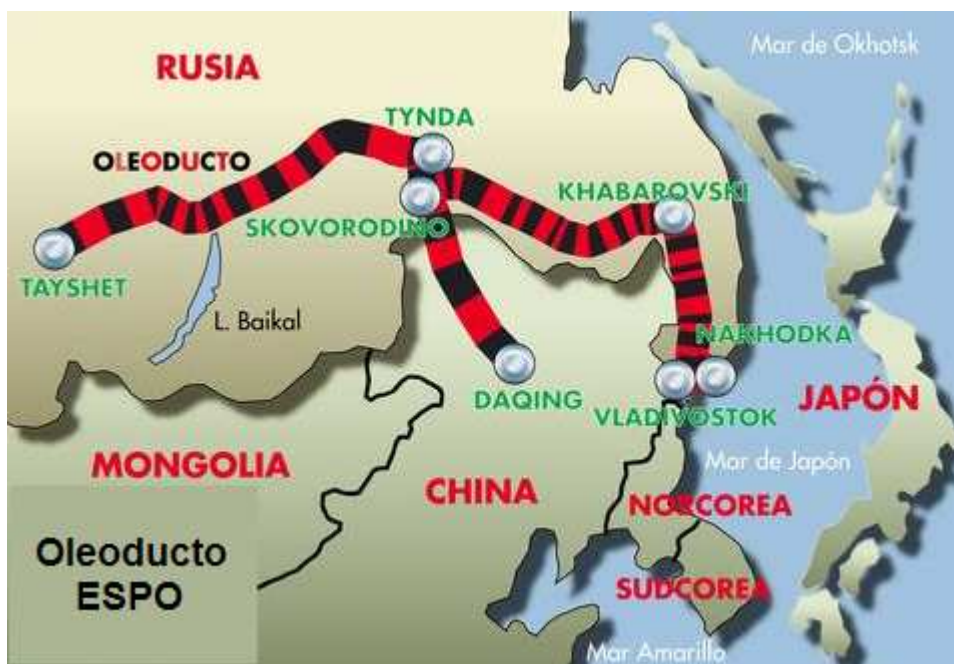 Mar de Okhotsk
RUSIA
TYNDA
OLEODUCTO
KHABAROVSKI
SKOVORODINO
TAYSHET
L. Baikal
NAKHODKA
DAQING
VLADIVOSTOK
JAPÓN
MONGOLIA
Mar de Japón
CHINA
NORCOREA
Oleoducto
ESPO
SUDCOREA
Mar Amarillo